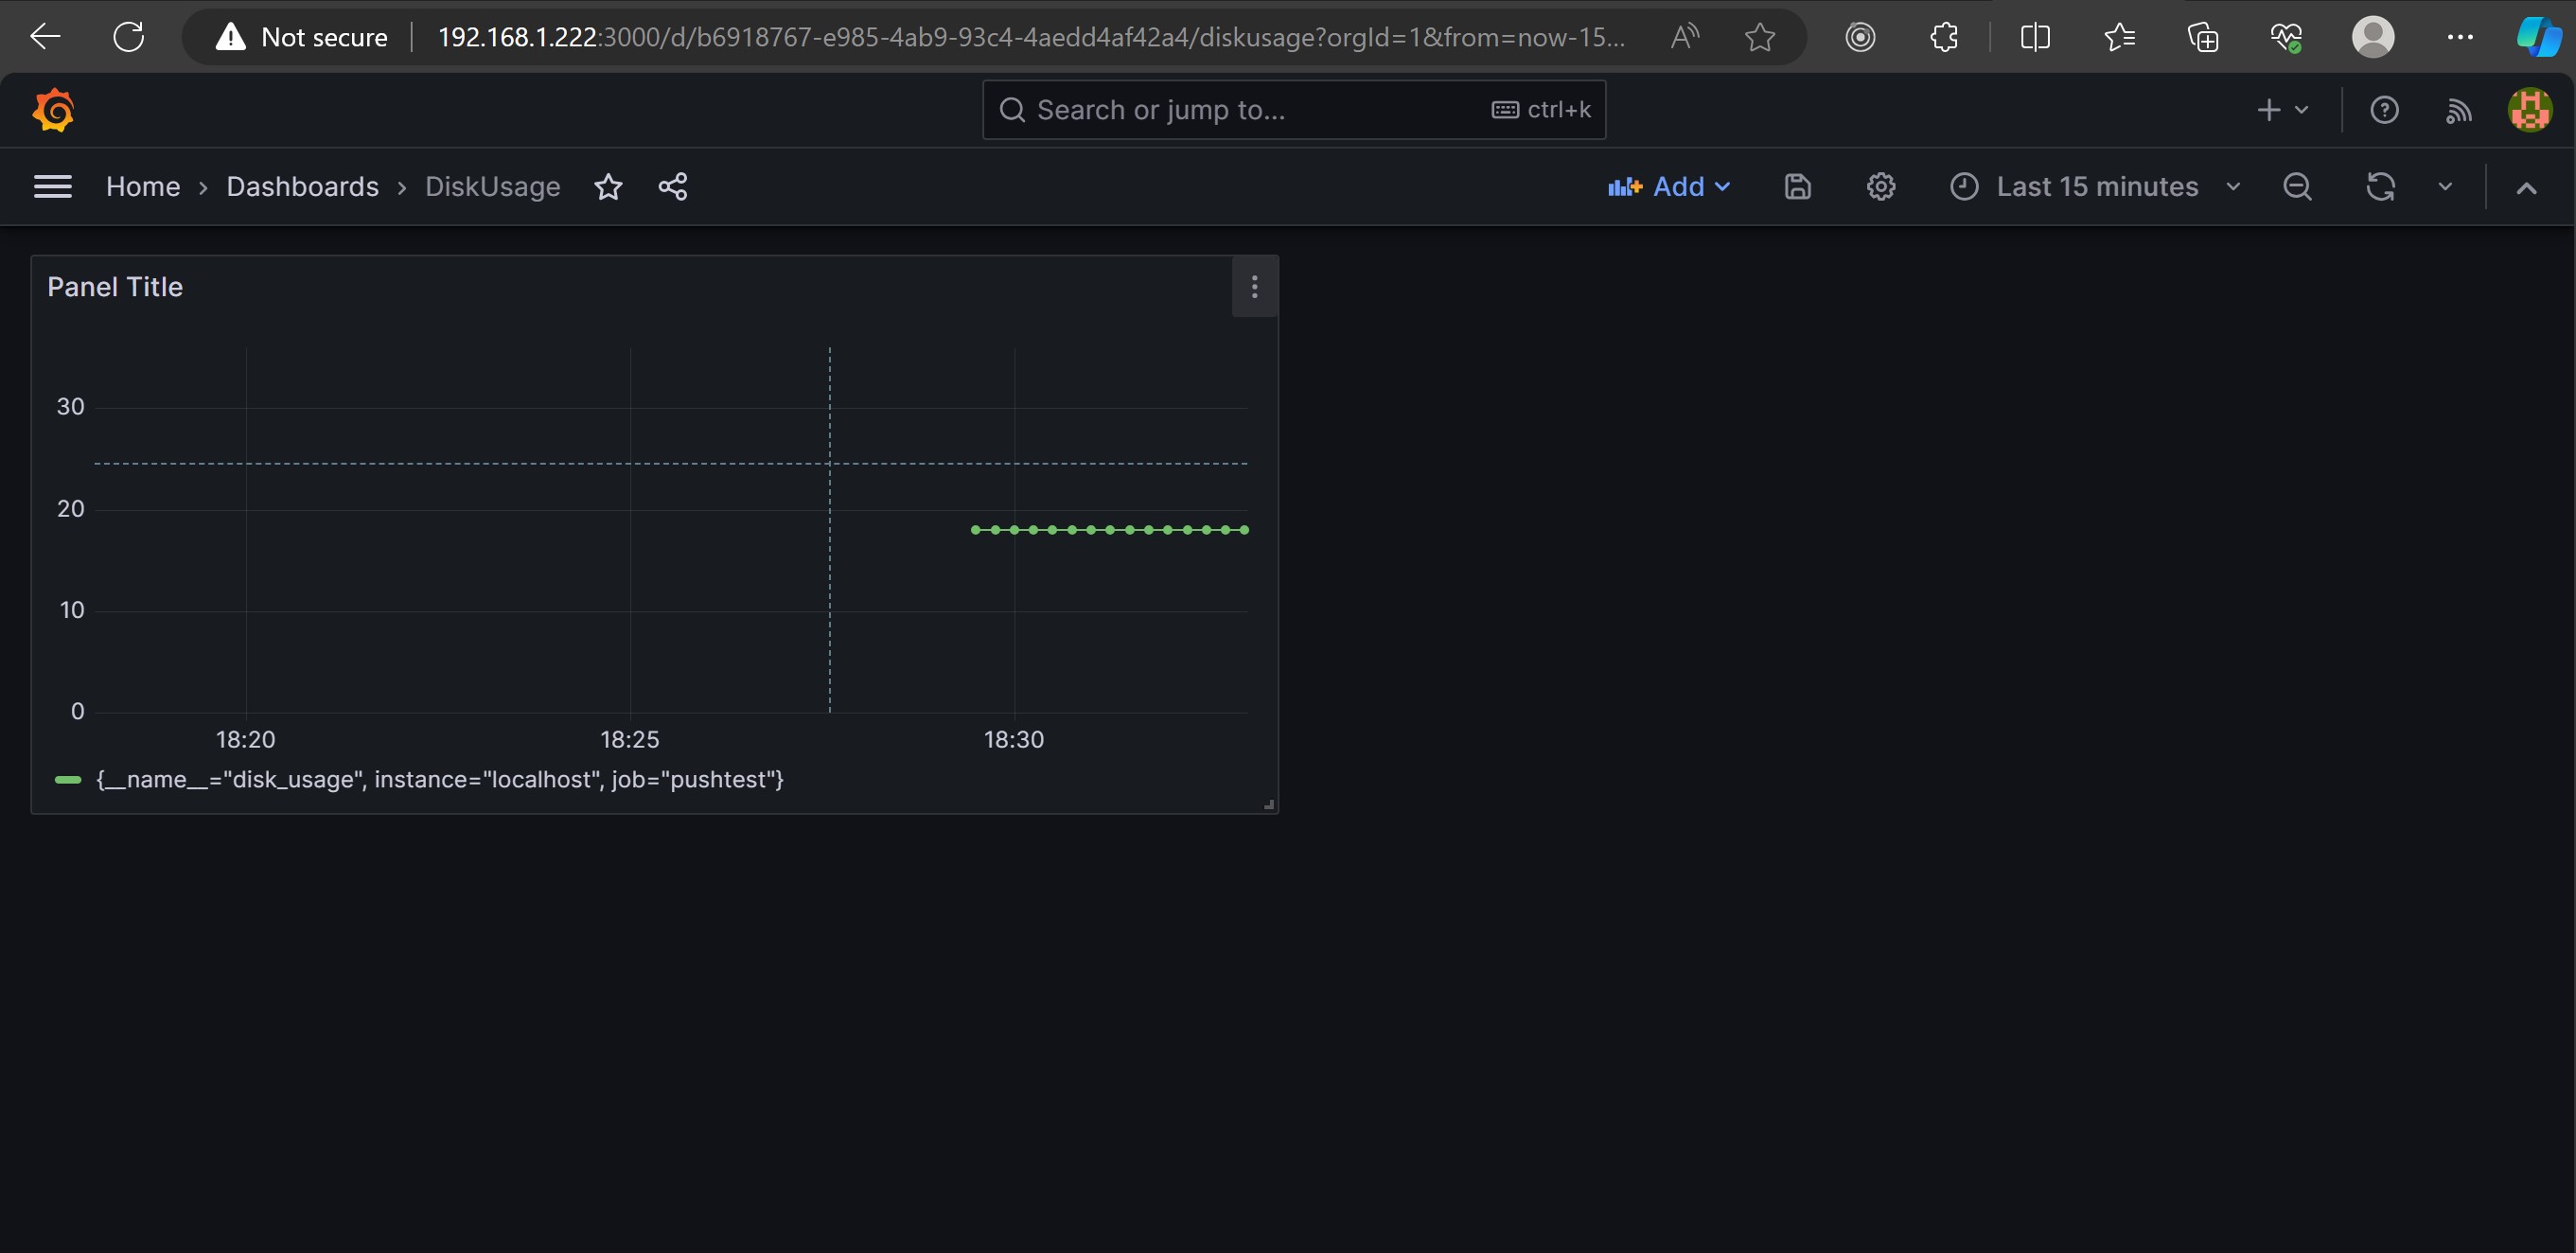 Not secure 192.168.1.222:3000/d/b6918767-e985-4ab9-93c4-4aedd4af42a4/diskusage?orgId=1&from=now-15...
Search or jump to... ctrl+k
Home › Dashboards › DiskUsage Add Last 15 minutes
Panel Title
30
20
10
0
18:20 18:25 18:30
{__name__="disk_usage", instance="localhost", job="pushtest"}